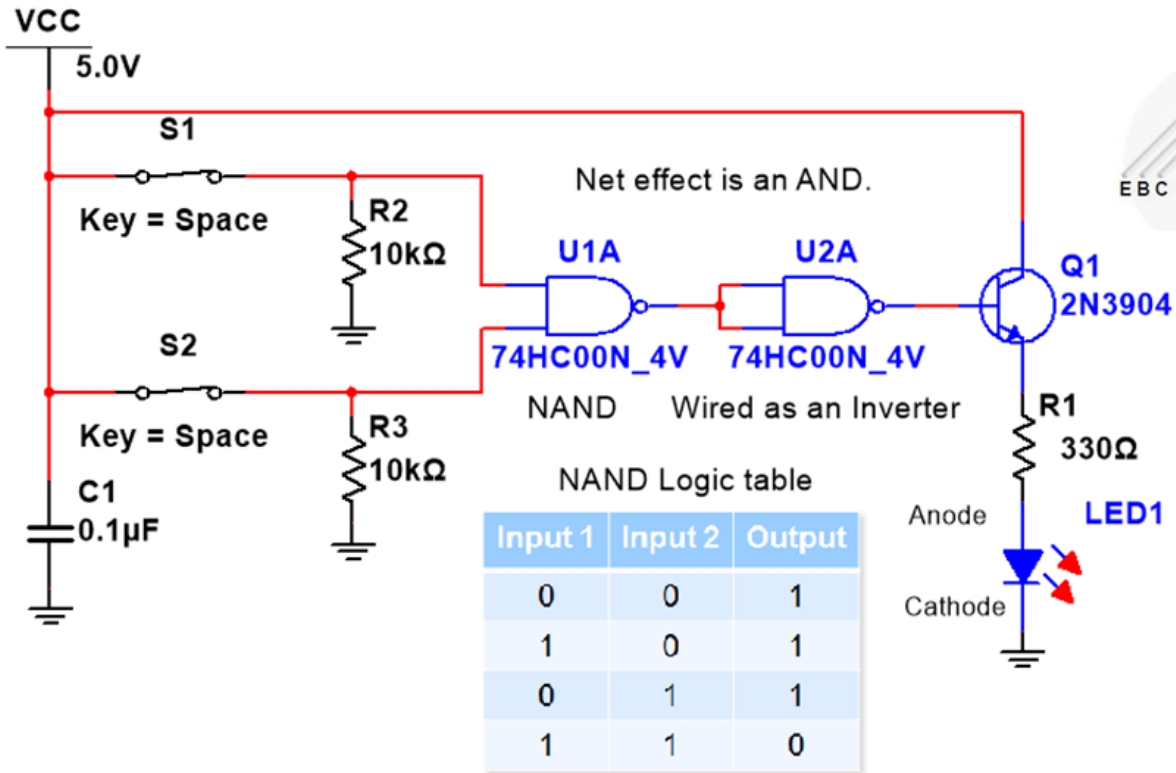 VCC
5.0V
S1
Key = Space
R2
10kΩ
Net effect is an AND.
E B C
U1A
U2A
Q1
2N3904
S2
Key = Space
R3
10kΩ
74HC00N_4V
74HC00N_4V
NAND
Wired as an Inverter
R1
330Ω
C1
0.1µF
NAND Logic table
Anode
LED1
Cathode
Input 1 Input 2 Output
0 0 1
1 0 1
0 1 1
1 1 0